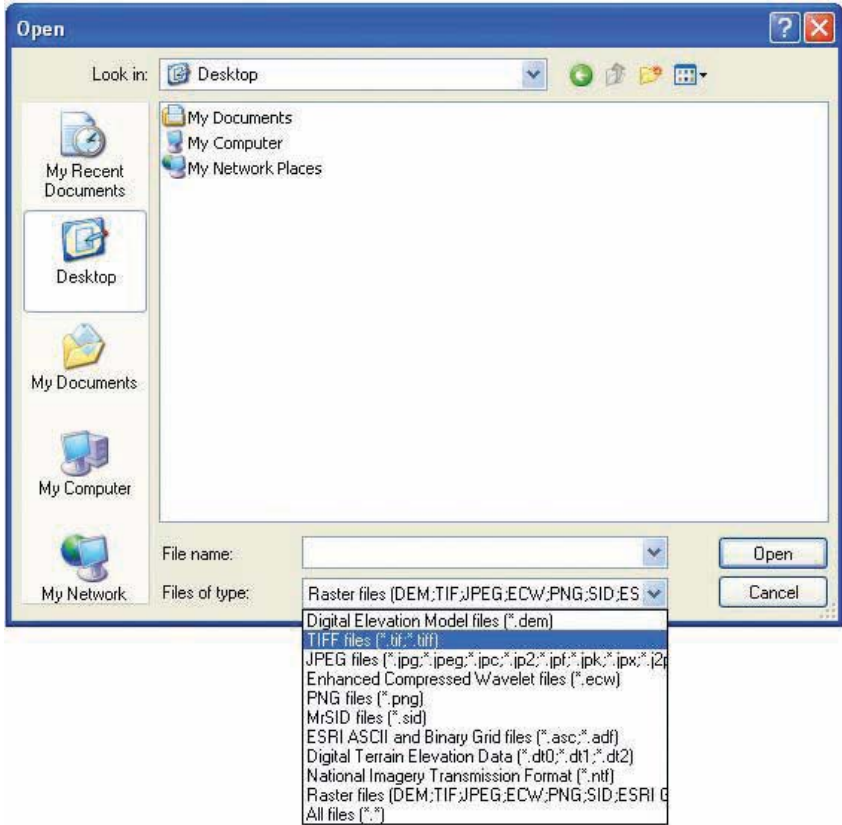 Open
Look in: Desktop
My Documents
My Computer
My Network Places
My Recent
Documents
Desktop
My Documents
My Computer
My Network
File name:
Open
Files of type: Raster files (DEM;TIF;JPEG;ECW;PNG;SID;ES
Cancel
Digital Elevation Model files (*.dem)
TIFF files (*.tif;*.tiff)
JPEG files (*.jpg;*.jpeg;*.jpc;*.jp2;*.jpf;*.jpk;*.jpx;*.j2p
Enhanced Compressed Wavelet files (*.ecw)
PNG files (*.png)
MrSID files (*.sid)
ESRI ASCII and Binary Grid files (*.asc;*.adf)
Digital Terrain Elevation Data (*.dt0;*.dt1;*.dt2)
National Imagery Transmission Format (*.ntf)
Raster files (DEM;TIF;JPEG;ECW;PNG;SID;ESRI G
All files (*.*)